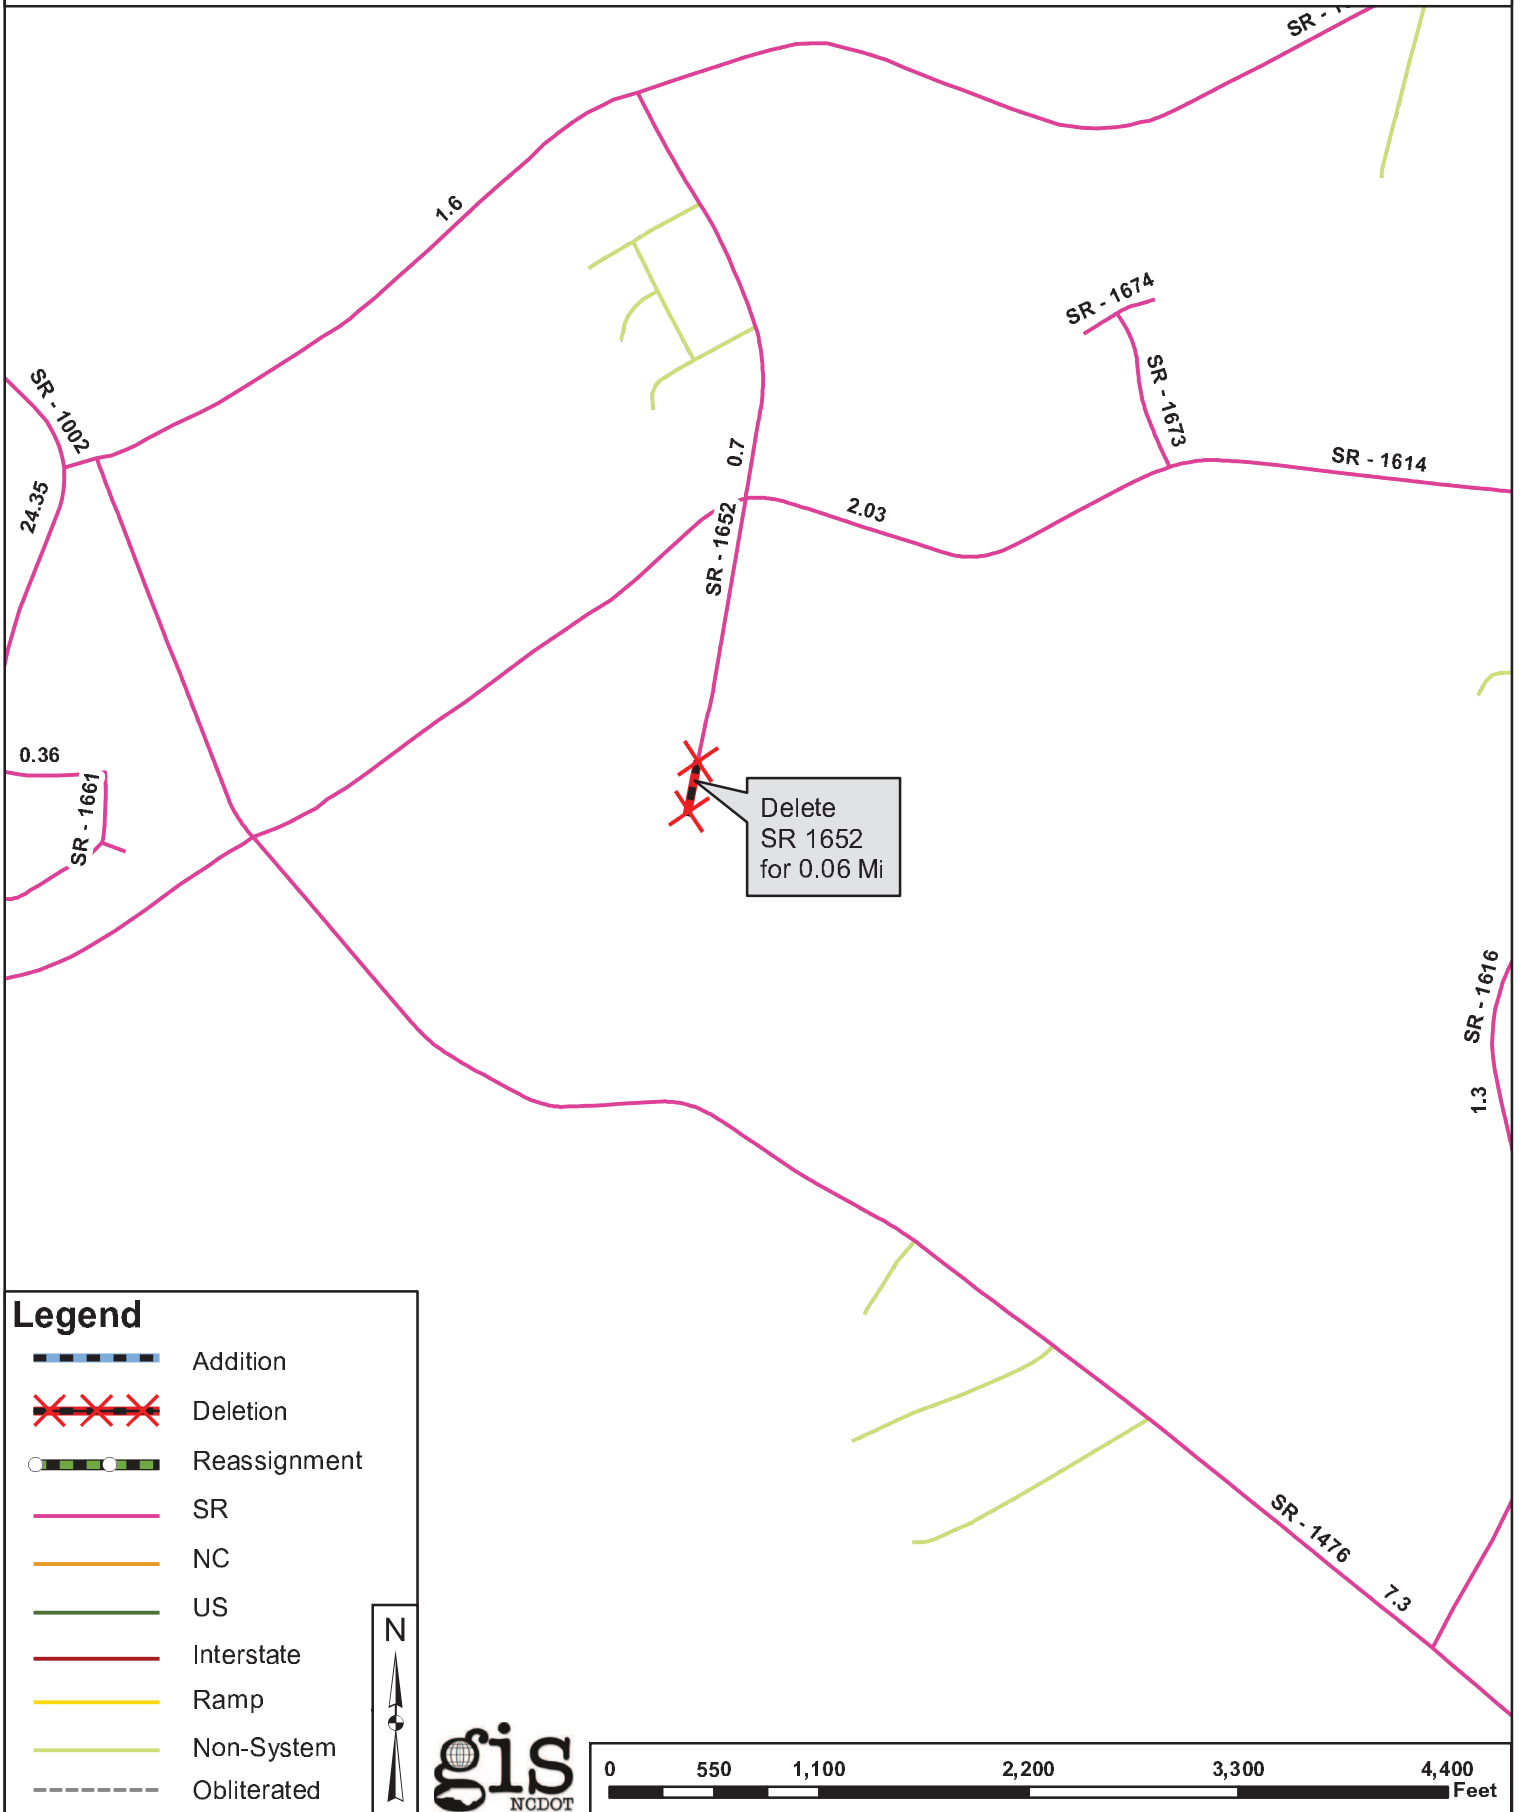 SR -
1.6
SR - 1674
SR - 1673
SR - 1002
24.35
0.7
SR - 1614
2.03
SR - 1652
0.36
SR - 1661
Delete
SR 1652
for 0.06 Mi
SR - 1616
1.3
SR - 1476
7.3
Legend
Addition
Deletion
Reassignment
SR
NC
US
Interstate
Ramp
Non-System
Obliterated
N
gis
NCDOT
0 550 1,100 2,200 3,300 4,400
Feet